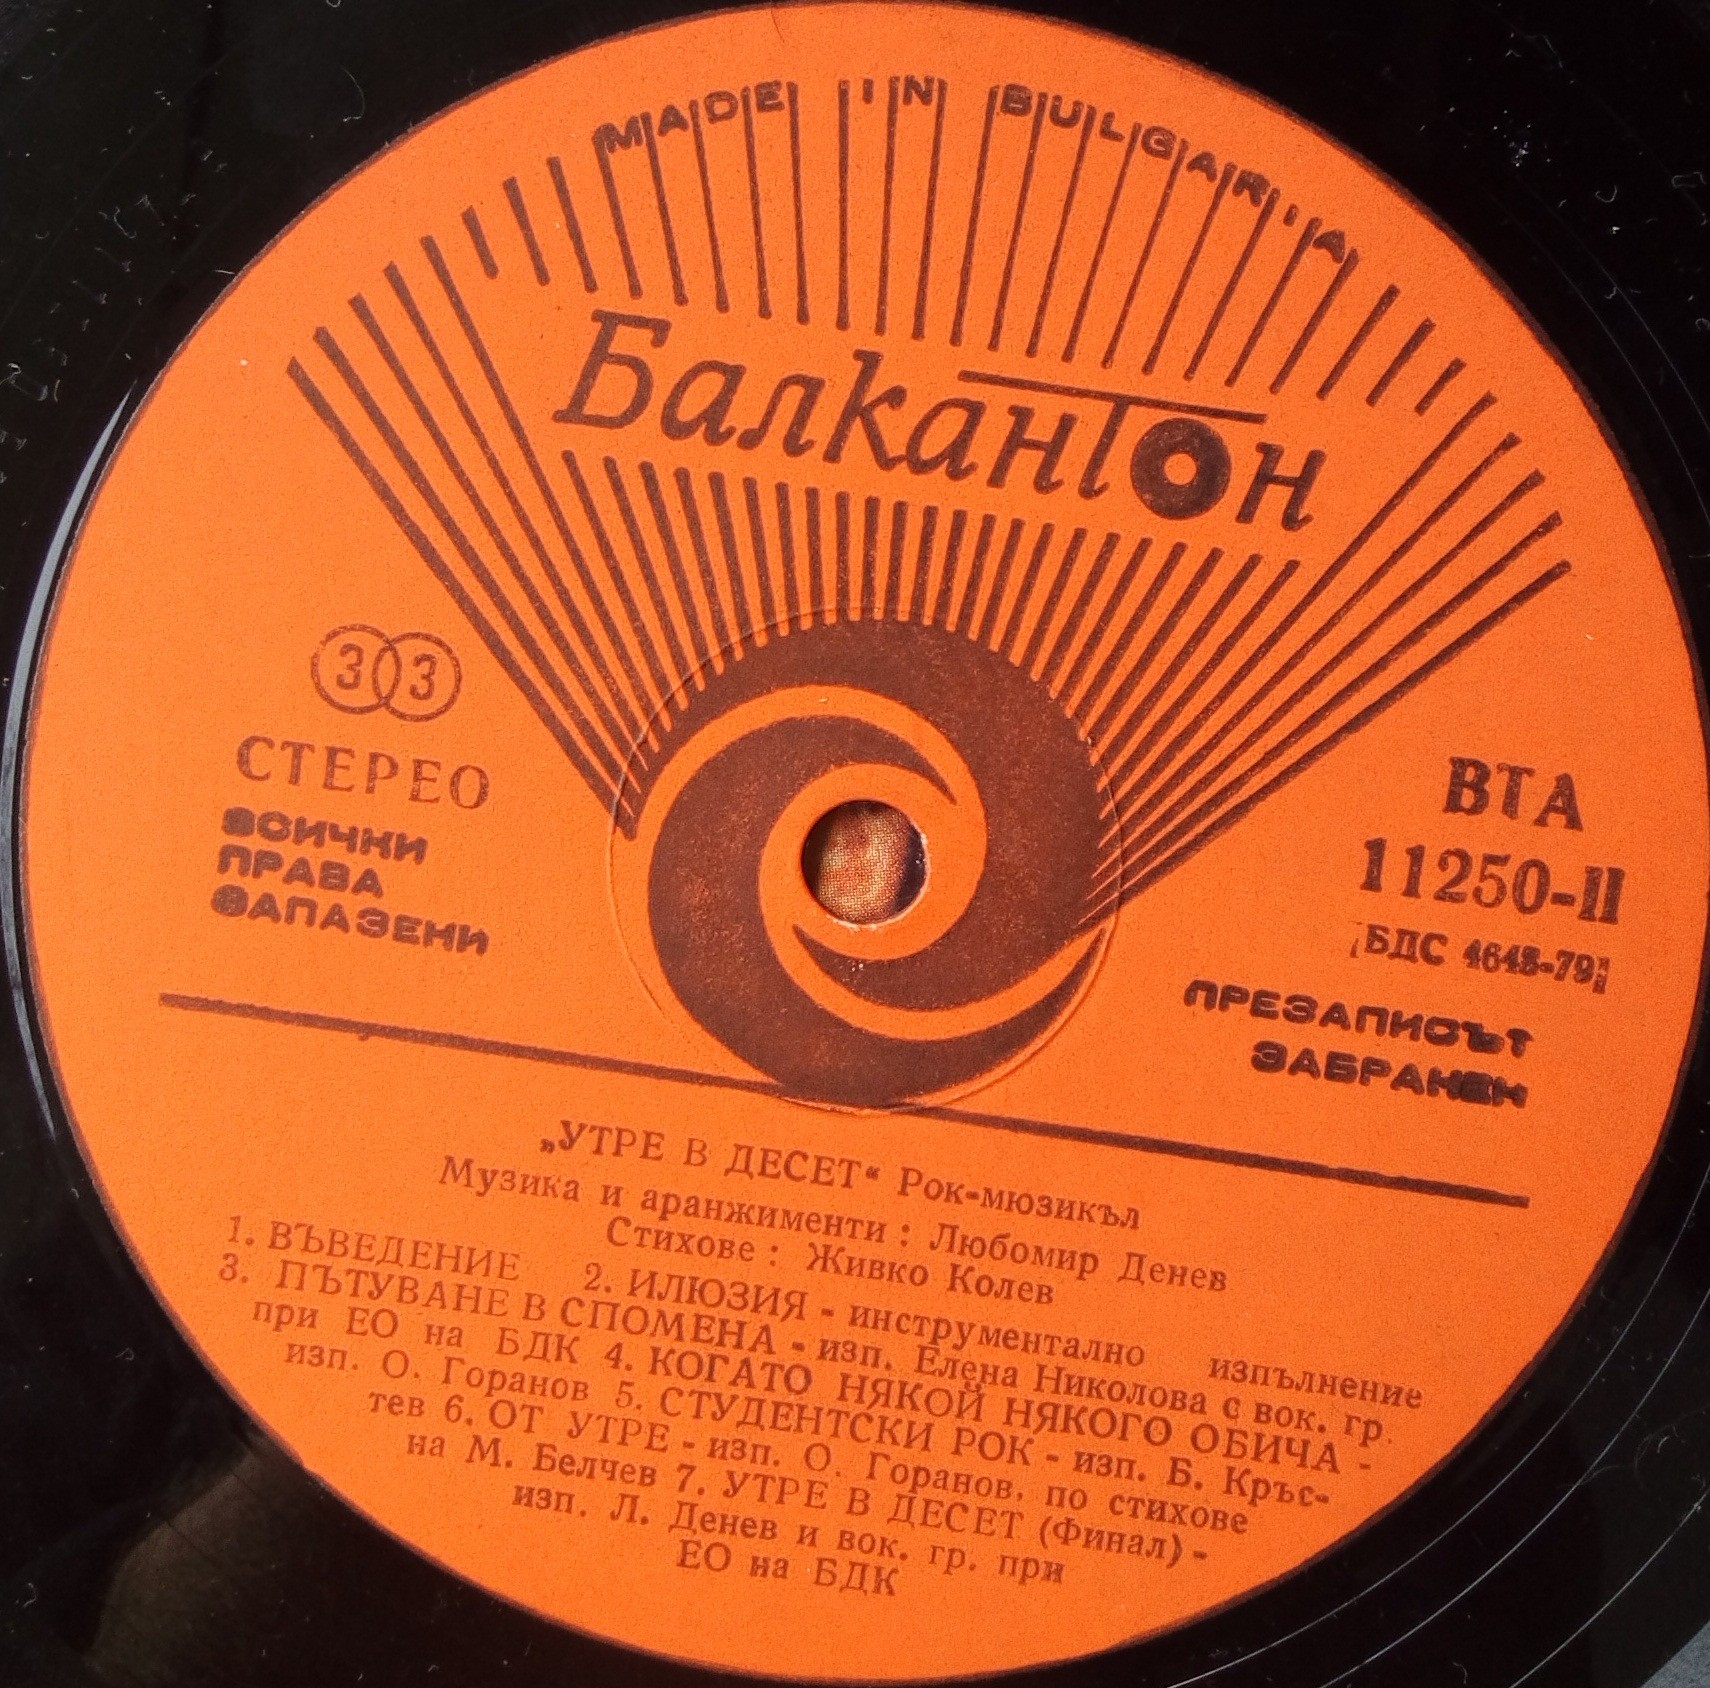 MADE IN BULGARIA
Балкантон
33
СТЕРЕО
ВСИЧКИ
ПРАВА
ЗАПАЗЕНИ
ВТА
11250-II
(БДС 4645-79)
ПРЕЗАПИСЪТ
ЗАБРАНЕН
„УТРЕ В ДЕСЕТ“ Рок-мюзикъл
Музика и аранжименти : Любомир Денев
Стихове : Живко Колев
1. ВЪВЕДЕНИЕ 2. ИЛЮЗИЯ - инструментално изпълнение
3. ПЪТУВАНЕ В СПОМЕНА - изп. Елена Николова с вок. гр.
при ЕО на БДК 4. КОГАТО НЯКОЙ НЯКОГО ОБИЧА -
изп. О. Горанов 5. СТУДЕНТСКИ РОК - изп. Б. Кръс-
тев 6. ОТ УТРЕ - изп. О. Горанов, по стихове
на М. Белчев 7. УТРЕ В ДЕСЕТ (Финал) -
изп. Л. Денев и вок. гр. при
ЕО на БДК